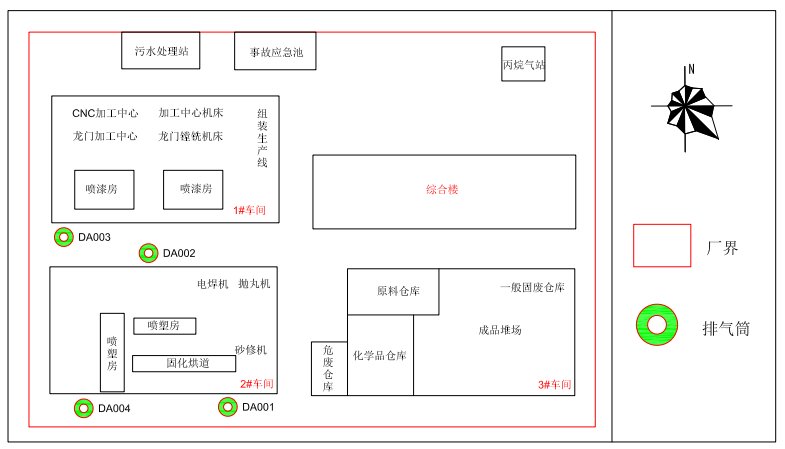 污水处理站
事故应急池
丙烷气站
N
CNC加工中心
加工中心机床
龙门加工中心
龙门镗铣机床
组装生产线
喷漆房
喷漆房
1#车间
综合楼
DA003
DA002
厂界
电焊机
抛丸机
喷塑房
喷塑房
砂修机
固化烘道
2#车间
原料仓库
一般固废仓库
成品堆场
危废仓库
化学品仓库
3#车间
排气筒
DA004
DA001